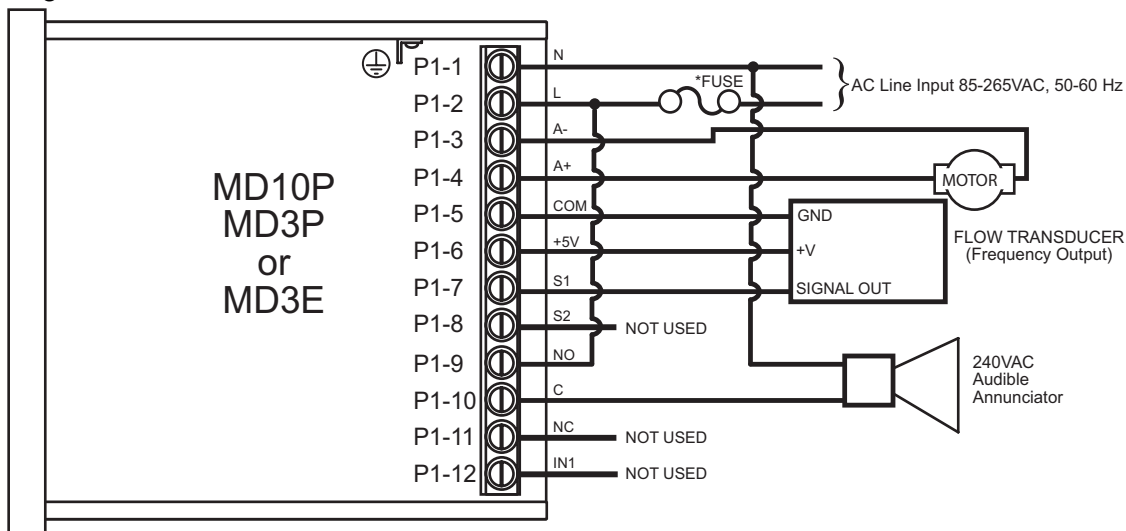 P1-1
P1-2
P1-3
P1-4
P1-5
P1-6
P1-7
P1-8
P1-9
P1-10
P1-11
P1-12
MD10P
MD3P
or
MD3E
N
L
A-
A+
COM
+5V
S1
S2
NO
C
NC
IN1
*FUSE
AC Line Input 85-265VAC, 50-60 Hz
MOTOR
GND
+V
SIGNAL OUT
FLOW TRANSDUCER
(Frequency Output)
NOT USED
240VAC
Audible
Annunciator
NOT USED
NOT USED